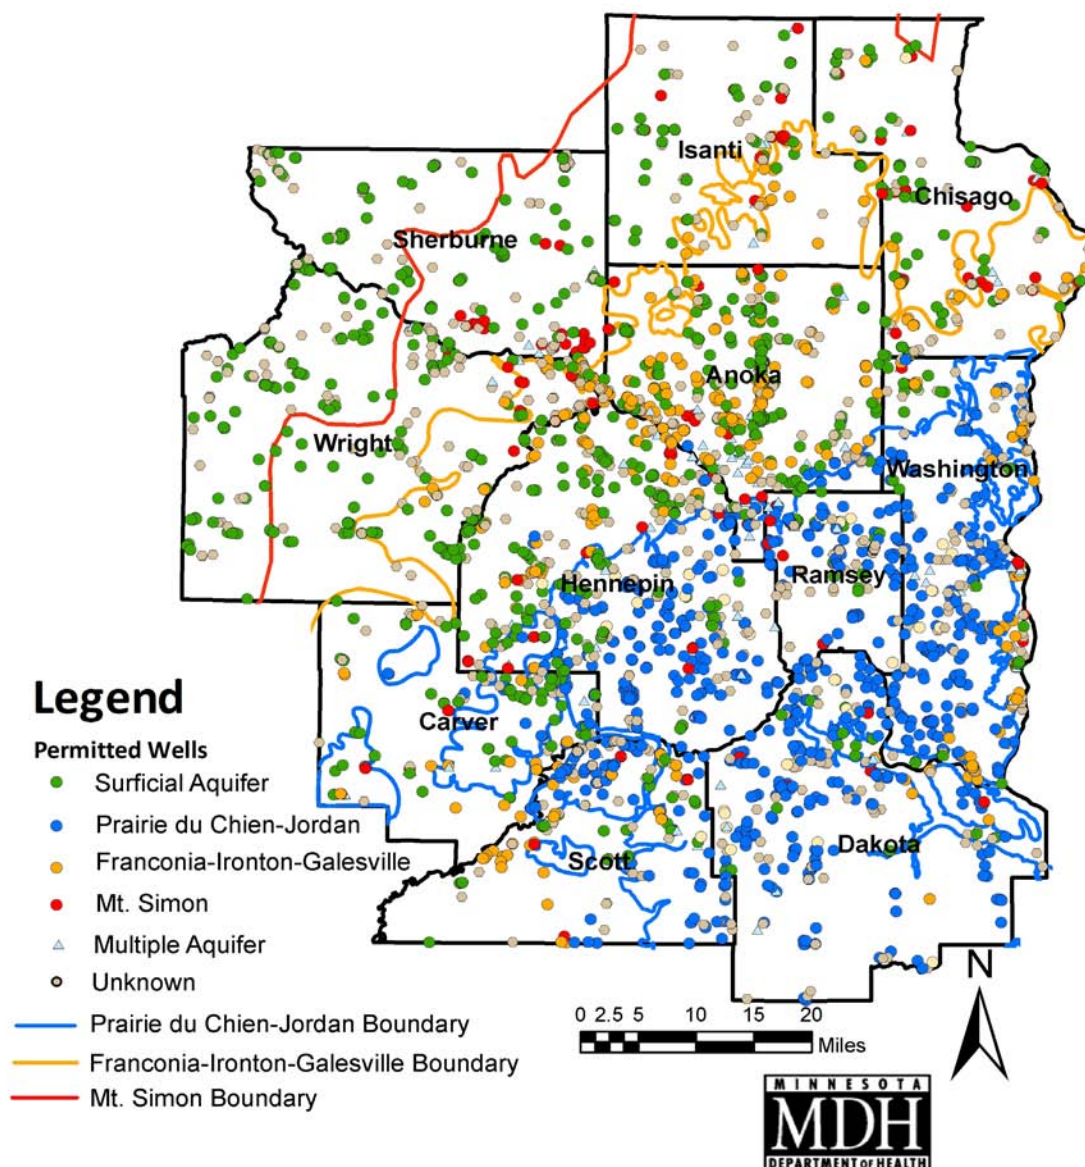 Isanti
Chisago
Sherburne
Anoka
Wright
Washington
Hennepin
Ramsey
Carver
Scott
Dakota
Legend
Permitted Wells
Surficial Aquifer
Prairie du Chien-Jordan
Franconia-Ironton-Galesville
Mt. Simon
Multiple Aquifer
Unknown
Prairie du Chien-Jordan Boundary
Franconia-Ironton-Galesville Boundary
Mt. Simon Boundary
0 2.5 5 10 15 20
Miles
N
MINNESOTA
MDH
DEPARTMENT OF HEALTH